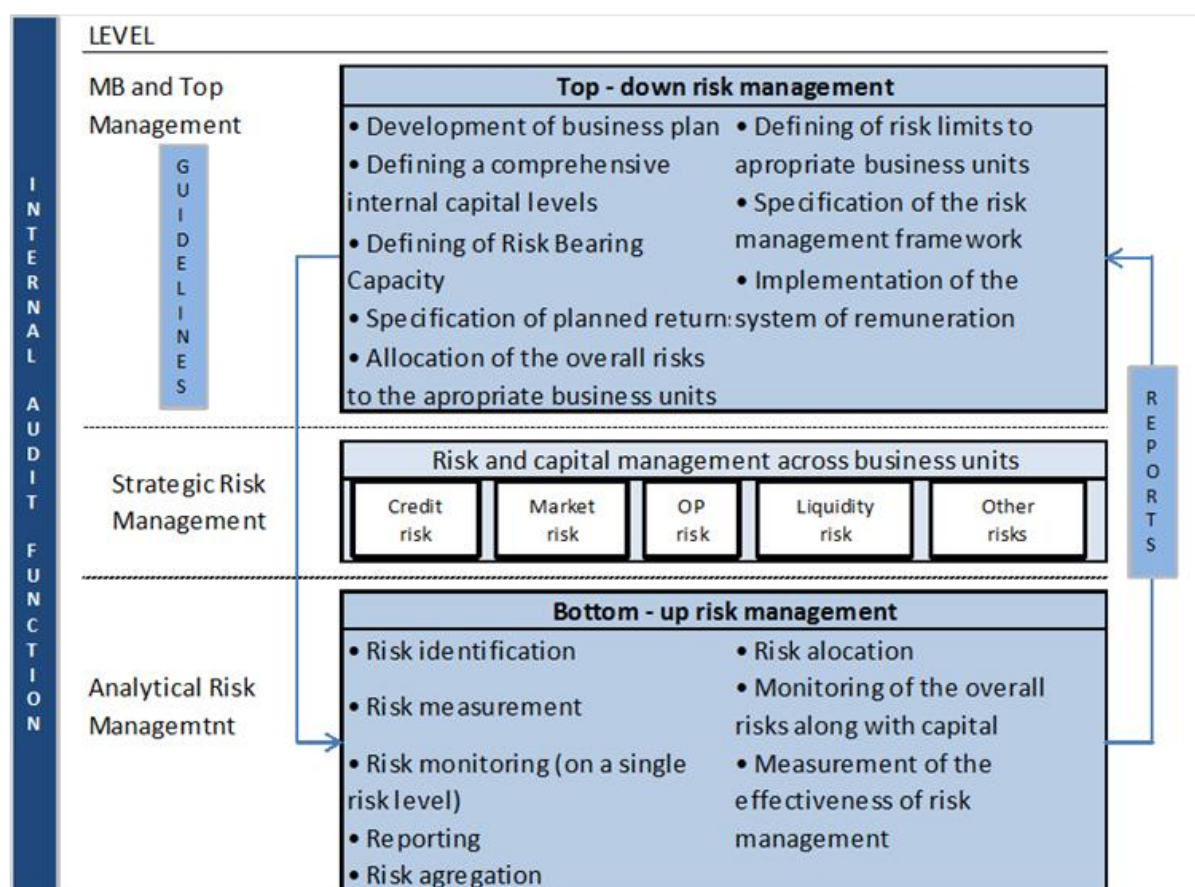 LEVEL
INTERNAL AUDIT FUNCTION
MB and Top
Management
GUIDELINES
Top - down risk management
• Development of business plan
• Defining a comprehensive
internal capital levels
• Defining of Risk Bearing
Capacity
• Specification of planned return
• Allocation of the overall risks
to the apropriate business units
• Defining of risk limits to
apropriate business units
• Specification of the risk
management framework
• Implementation of the
system of remuneration
REPORTS
Strategic Risk
Management
Risk and capital management across business units
Credit
risk
Market
risk
OP
risk
Liquidity
risk
Other
risks
Analytical Risk
Managemtnt
Bottom - up risk management
• Risk identification
• Risk measurement
• Risk monitoring (on a single
risk level)
• Reporting
• Risk agregation
• Risk alocation
• Monitoring of the overall
risks along with capital
• Measurement of the
effectiveness of risk
management